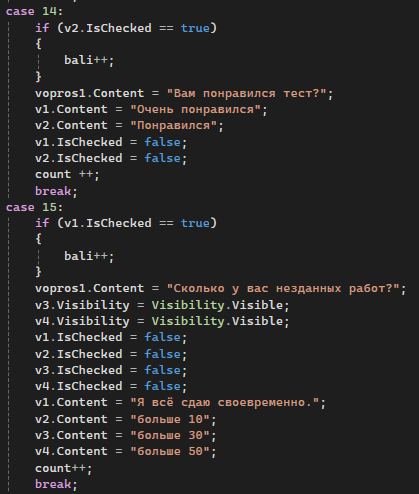 case 14:
if (v2.IsChecked == true)
{
bali++;
}
vopros1.Content = "Вам понравился тест?";
v1.Content = "Очень понравился";
v2.Content = "Понравился";
v1.IsChecked = false;
v2.IsChecked = false;
count ++;
break;
case 15:
if (v1.IsChecked == true)
{
bali++;
}
vopros1.Content = "Сколько у вас незданных работ?";
v3.Visibility = Visibility.Visible;
v4.Visibility = Visibility.Visible;
v1.IsChecked = false;
v2.IsChecked = false;
v3.IsChecked = false;
v4.IsChecked = false;
v1.Content = "Я всё сдаю своевременно.";
v2.Content = "больше 10";
v3.Content = "больше 30";
v4.Content = "больше 50";
count++;
break;